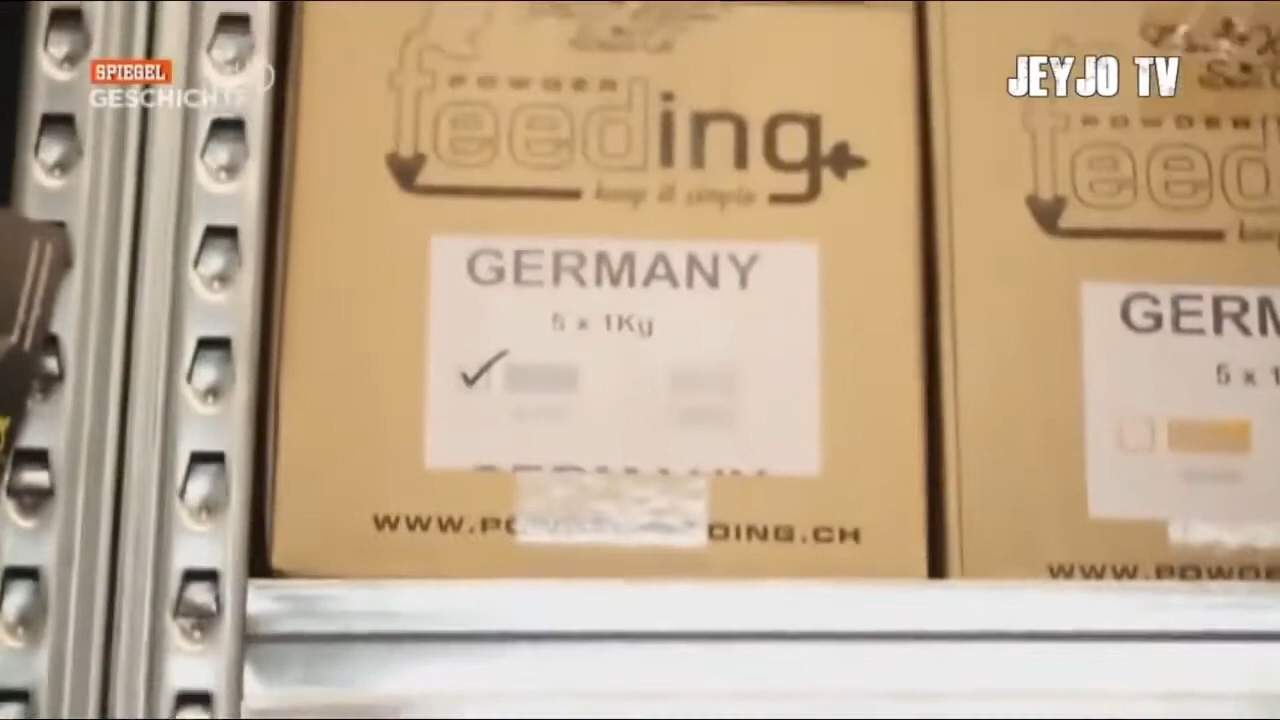 SPIEGEL
GESCHICHTE
JEYJO TV
POWDER
feeding
keep it simple
GERMANY
5 x 1Kg
WWW.PO DING.CH
POWDER
feed
keep
GERM
5 x 1
WWW.POWDE